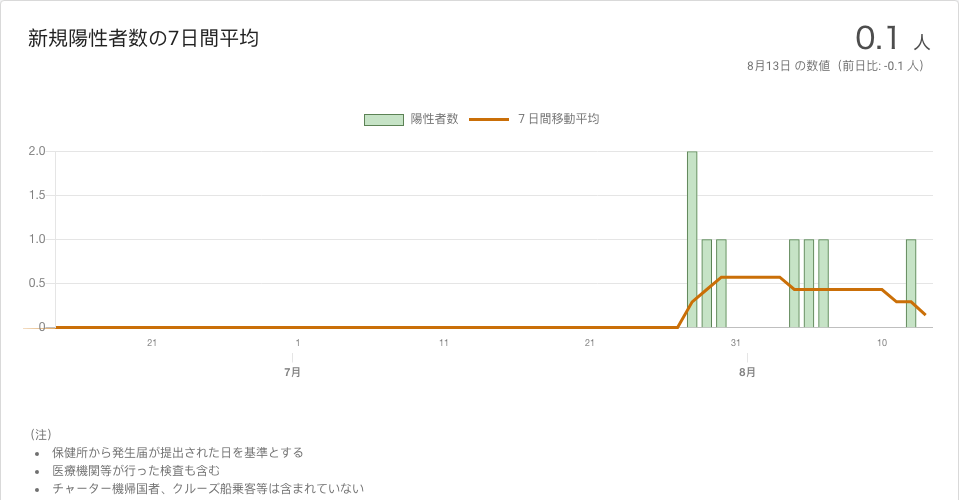 新規陽性者数の7日間平均
0.1 人
8月13日 の数値（前日比: -0.1 人）
陽性者数 7 日間移動平均
2.0
1.5
1.0
0.5
0
21 1 11 21 31 10
7月 8月
（注）
• 保健所から発生届が提出された日を基準とする
• 医療機関等が行った検査も含む
• チャーター機帰国者、クルーズ船乗客等は含まれていない